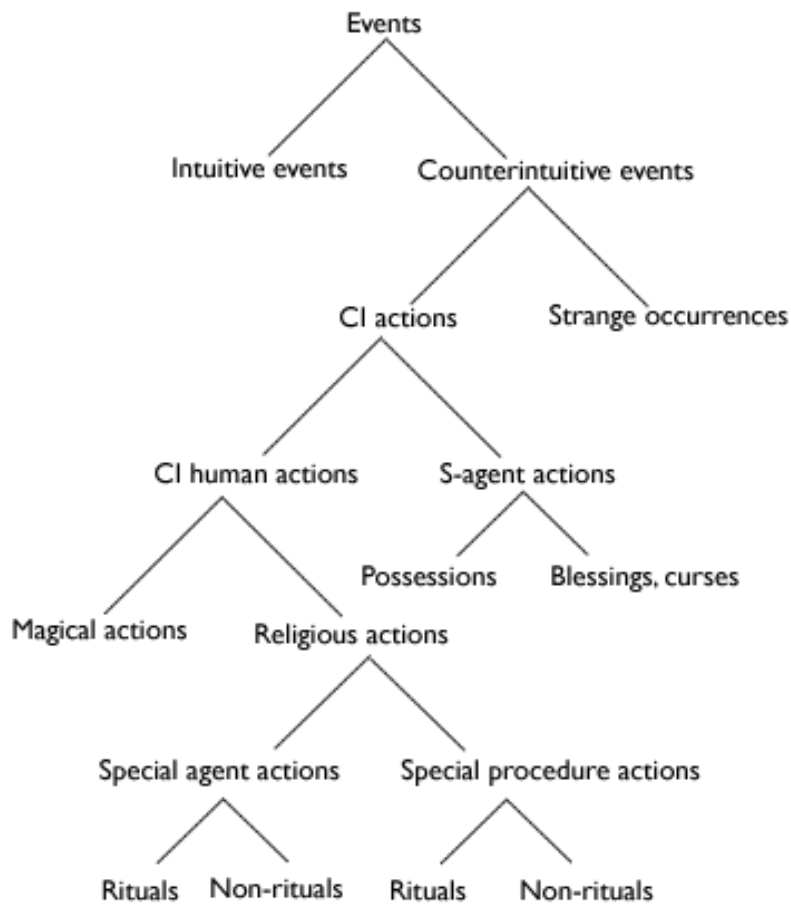 Events
Intuitive events
Counterintuitive events
CI actions
Strange occurrences
CI human actions
S-agent actions
Possessions
Blessings, curses
Magical actions
Religious actions
Special agent actions
Special procedure actions
Rituals
Non-rituals
Rituals
Non-rituals